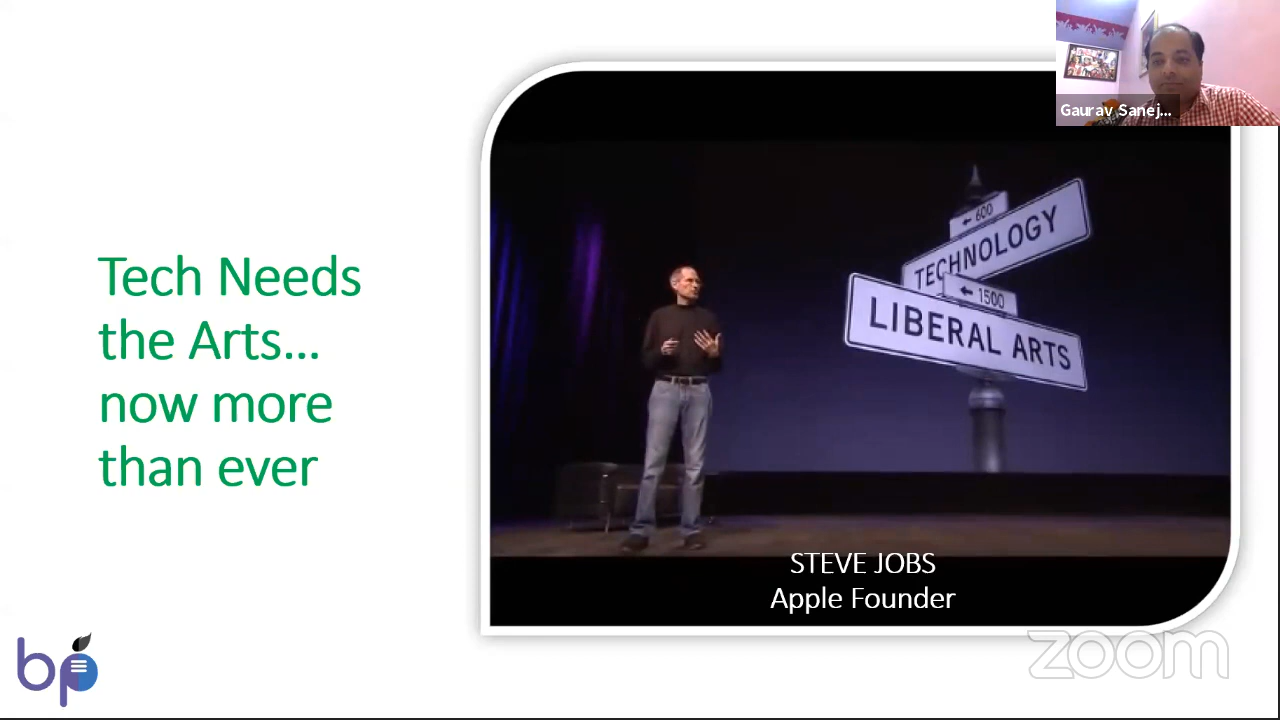 Gaurav Sanej...
Tech Needs
the Arts...
now more
than ever
← 600
TECHNOLOGY
← 1500
LIBERAL ARTS
STEVE JOBS
Apple Founder
bp
zoom